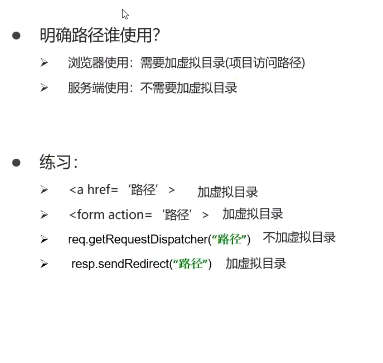 明确路径谁使用?
浏览器使用：需要加虚拟目录(项目访问路径)
服务端使用：不需要加虚拟目录
练习：
<a href=‘路径’> 加虚拟目录
<form action=‘路径’> 加虚拟目录
req.getRequestDispatcher(“路径”) 不加虚拟目录
resp.sendRedirect(“路径”) 加虚拟目录